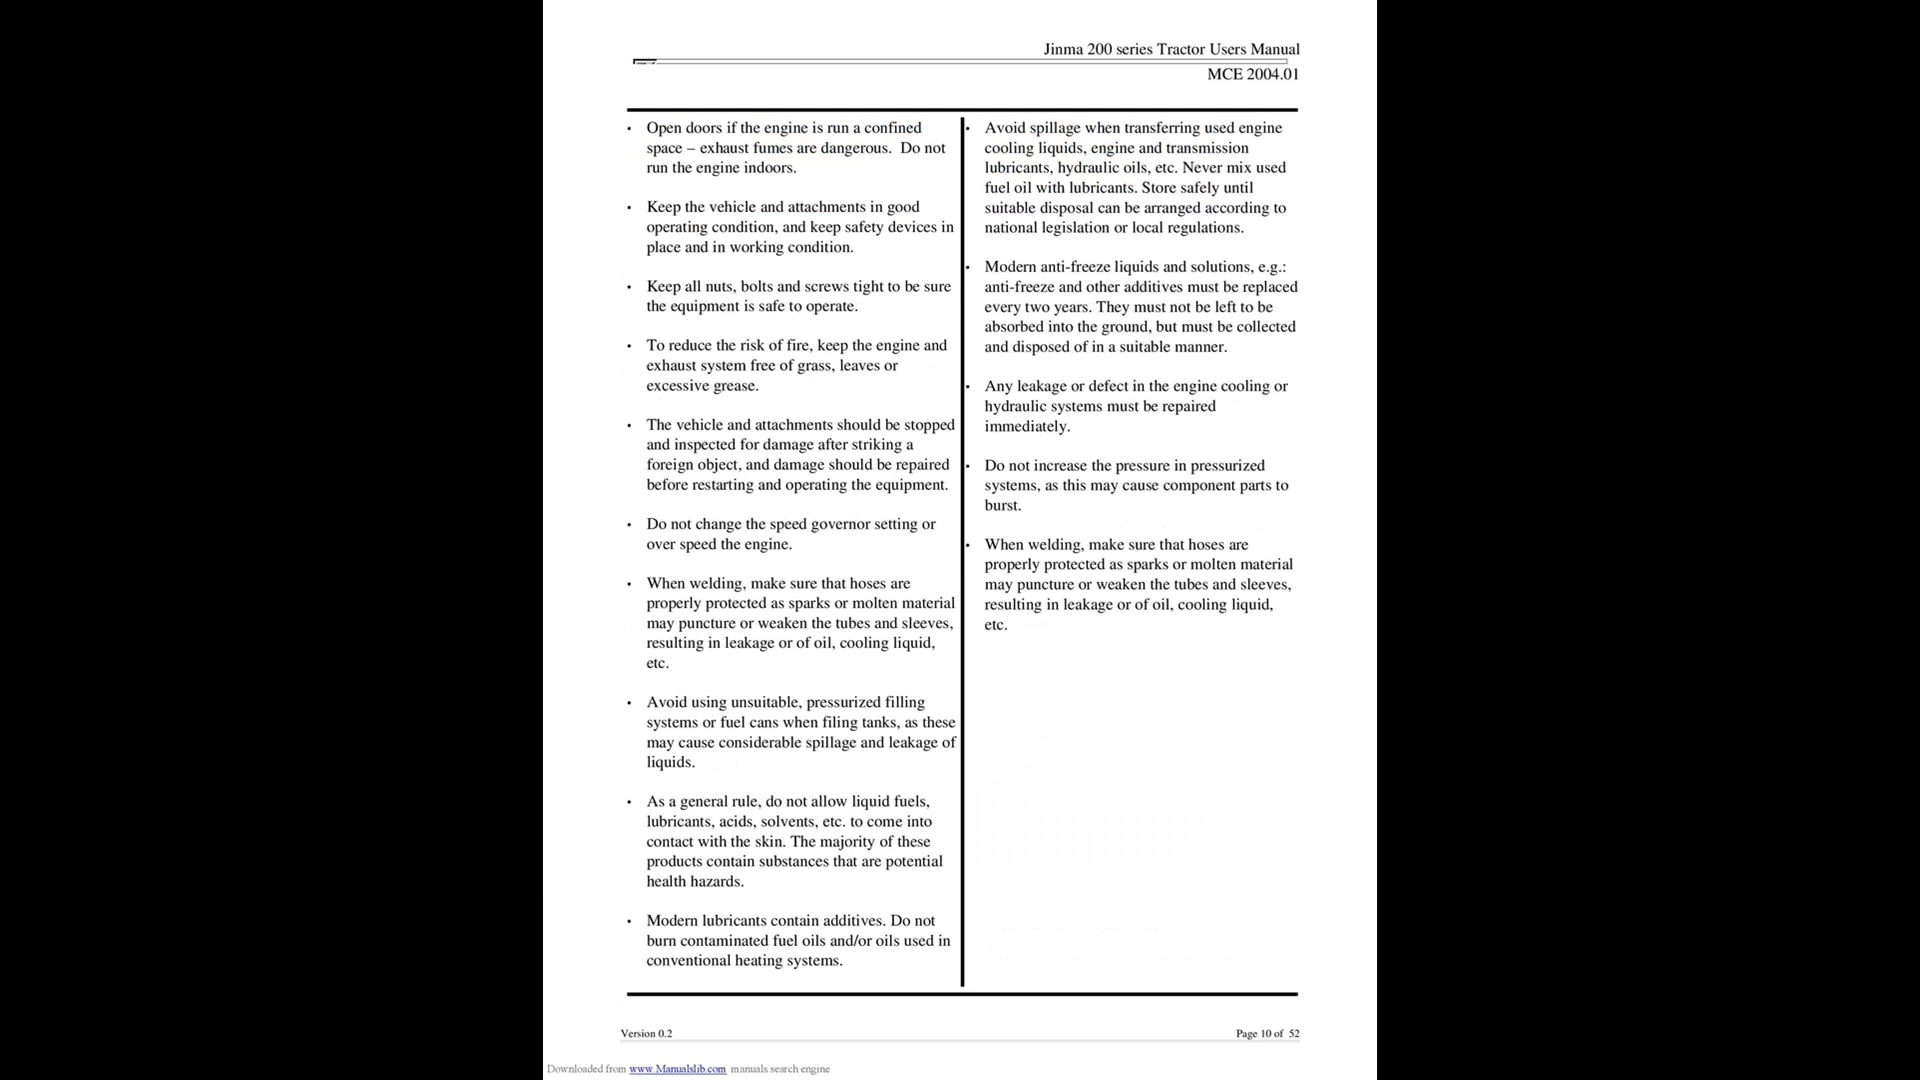 Jinma 200 series Tractor Users Manual
MCE 2004.01
• Open doors if the engine is run a confined
space – exhaust fumes are dangerous. Do not
run the engine indoors.
• Keep the vehicle and attachments in good
operating condition, and keep safety devices in
place and in working condition.
• Keep all nuts, bolts and screws tight to be sure
the equipment is safe to operate.
• To reduce the risk of fire, keep the engine and
exhaust system free of grass, leaves or
excessive grease.
• The vehicle and attachments should be stopped
and inspected for damage after striking a
foreign object, and damage should be repaired
before restarting and operating the equipment.
• Do not change the speed governor setting or
over speed the engine.
• When welding, make sure that hoses are
properly protected as sparks or molten material
may puncture or weaken the tubes and sleeves,
resulting in leakage or of oil, cooling liquid,
etc.
• Avoid using unsuitable, pressurized filling
systems or fuel cans when filing tanks, as these
may cause considerable spillage and leakage of
liquids.
• As a general rule, do not allow liquid fuels,
lubricants, acids, solvents, etc. to come into
contact with the skin. The majority of these
products contain substances that are potential
health hazards.
• Modern lubricants contain additives. Do not
burn contaminated fuel oils and/or oils used in
conventional heating systems.
• Avoid spillage when transferring used engine
cooling liquids, engine and transmission
lubricants, hydraulic oils, etc. Never mix used
fuel oil with lubricants. Store safely until
suitable disposal can be arranged according to
national legislation or local regulations.
• Modern anti-freeze liquids and solutions, e.g.:
anti-freeze and other additives must be replaced
every two years. They must not be left to be
absorbed into the ground, but must be collected
and disposed of in a suitable manner.
• Any leakage or defect in the engine cooling or
hydraulic systems must be repaired
immediately.
• Do not increase the pressure in pressurized
systems, as this may cause component parts to
burst.
• When welding, make sure that hoses are
properly protected as sparks or molten material
may puncture or weaken the tubes and sleeves,
resulting in leakage or of oil, cooling liquid,
etc.
Version 0.2
Page 10 of 52
Downloaded from www.Manualslib.com manuals search engine